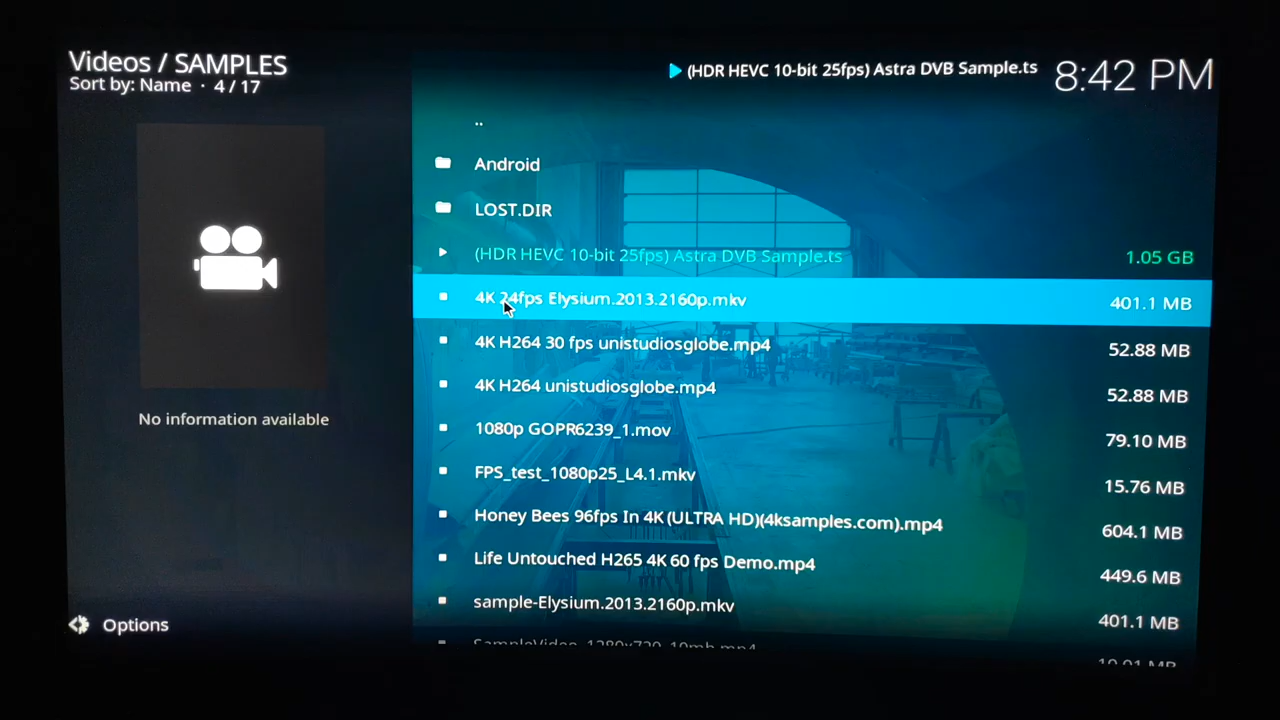 Videos / SAMPLES
Sort by: Name · 4 / 17
(HDR HEVC 10-bit 25fps) Astra DVB Sample.ts
8:42 PM
..
Android
LOST.DIR
(HDR HEVC 10-bit 25fps) Astra DVB Sample.ts 1.05 GB
4K 24fps Elysium.2013.2160p.mkv 401.1 MB
4K H264 30 fps unistudiosglobe.mp4 52.88 MB
4K H264 unistudiosglobe.mp4 52.88 MB
1080p GOPR6239_1.mov 79.10 MB
FPS_test_1080p25_L4.1.mkv 15.76 MB
Honey Bees 96fps In 4K (ULTRA HD)(4ksamples.com).mp4 604.1 MB
Life Untouched H265 4K 60 fps Demo.mp4 449.6 MB
sample-Elysium.2013.2160p.mkv 401.1 MB
SampleVideo_1280x720_10mb.mp4 10.01 MB
No information available
Options